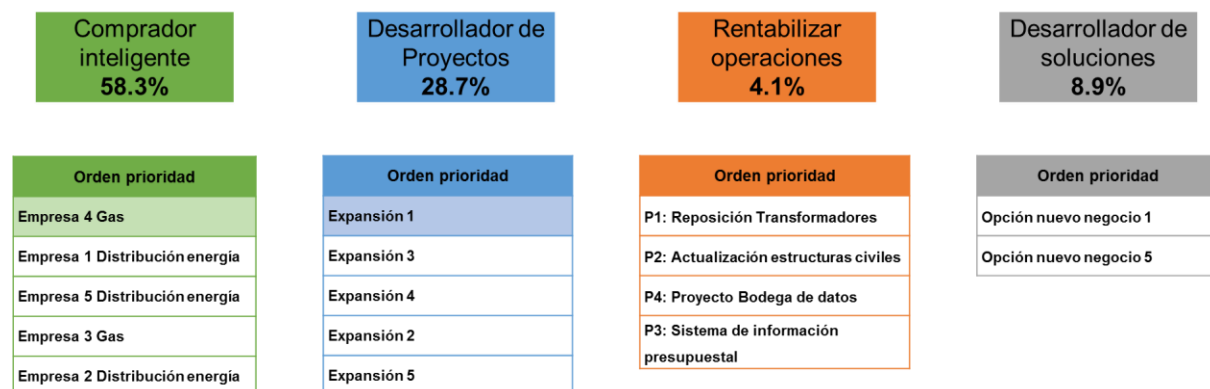 Comprador
inteligente
58.3%
Desarrollador de
Proyectos
28.7%
Rentabilizar
operaciones
4.1%
Desarrollador de
soluciones
8.9%
Orden prioridad
Empresa 4 Gas
Empresa 1 Distribución energía
Empresa 5 Distribución energía
Empresa 3 Gas
Empresa 2 Distribución energía
Orden prioridad
Expansión 1
Expansión 3
Expansión 4
Expansión 2
Expansión 5
Orden prioridad
P1: Reposición Transformadores
P2: Actualización estructuras civiles
P4: Proyecto Bodega de datos
P3: Sistema de información
presupuestal
Orden prioridad
Opción nuevo negocio 1
Opción nuevo negocio 5